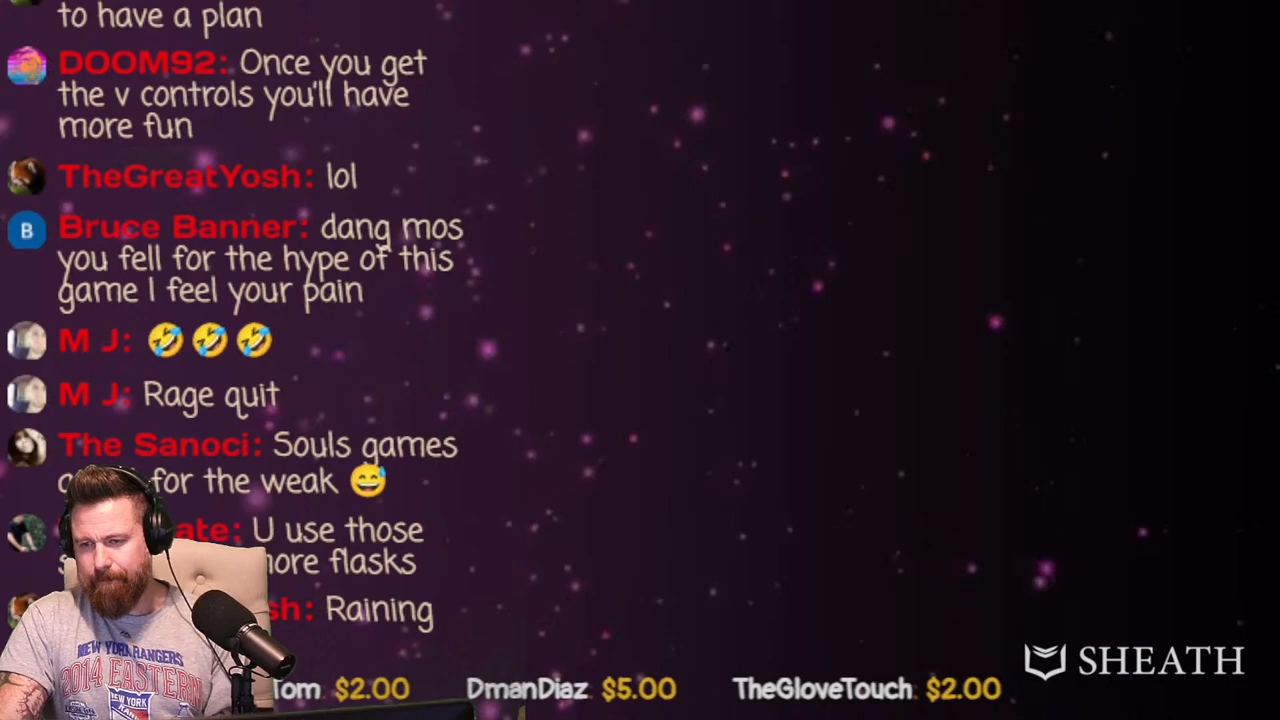 to have a plan
DOOM92: Once you get
the v controls you'll have
more fun
TheGreatYosh: lol
B
Bruce Banner: dang mos
you fell for the hype of this
game I feel your pain
M J: 🤣🤣🤣
M J: Rage quit
The Sanoci: Souls games
for the weak 😅
ate: U use those
more flasks
sh: Raining
NEW YORK RANGERS
2014 EASTERN
NEW YORK
Tom $2.00 DmanDiaz $5.00 TheGloveTouch $2.00
SHEATH